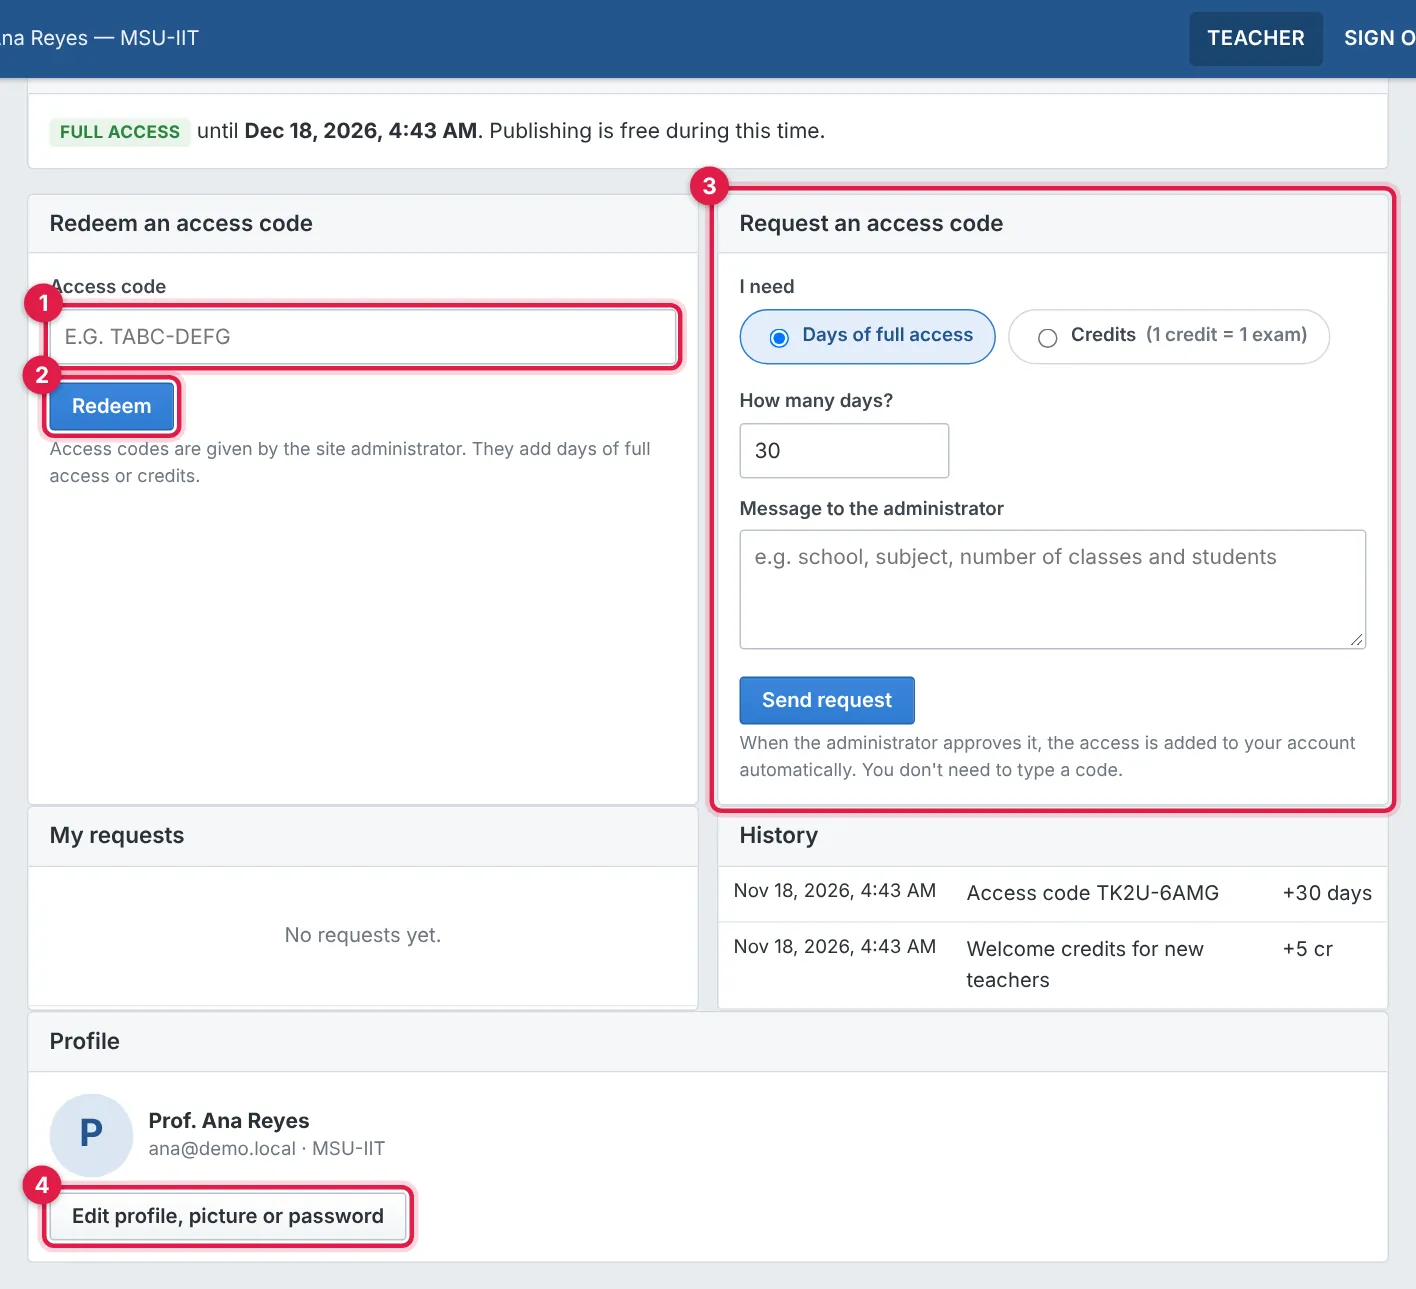 na Reyes — MSU-IIT
TEACHER
SIGN O
FULL ACCESS until Dec 18, 2026, 4:43 AM. Publishing is free during this time.
Redeem an access code
Access code
1
E.G. TABC-DEFG
2
Redeem
Access codes are given by the site administrator. They add days of full
access or credits.
3
Request an access code
I need
Days of full access
Credits (1 credit = 1 exam)
How many days?
30
Message to the administrator
e.g. school, subject, number of classes and students
Send request
When the administrator approves it, the access is added to your account
automatically. You don't need to type a code.
My requests
No requests yet.
History
Nov 18, 2026, 4:43 AM Access code TK2U-6AMG +30 days
Nov 18, 2026, 4:43 AM Welcome credits for new +5 cr
teachers
Profile
P
Prof. Ana Reyes
ana@demo.local · MSU-IIT
4
Edit profile, picture or password